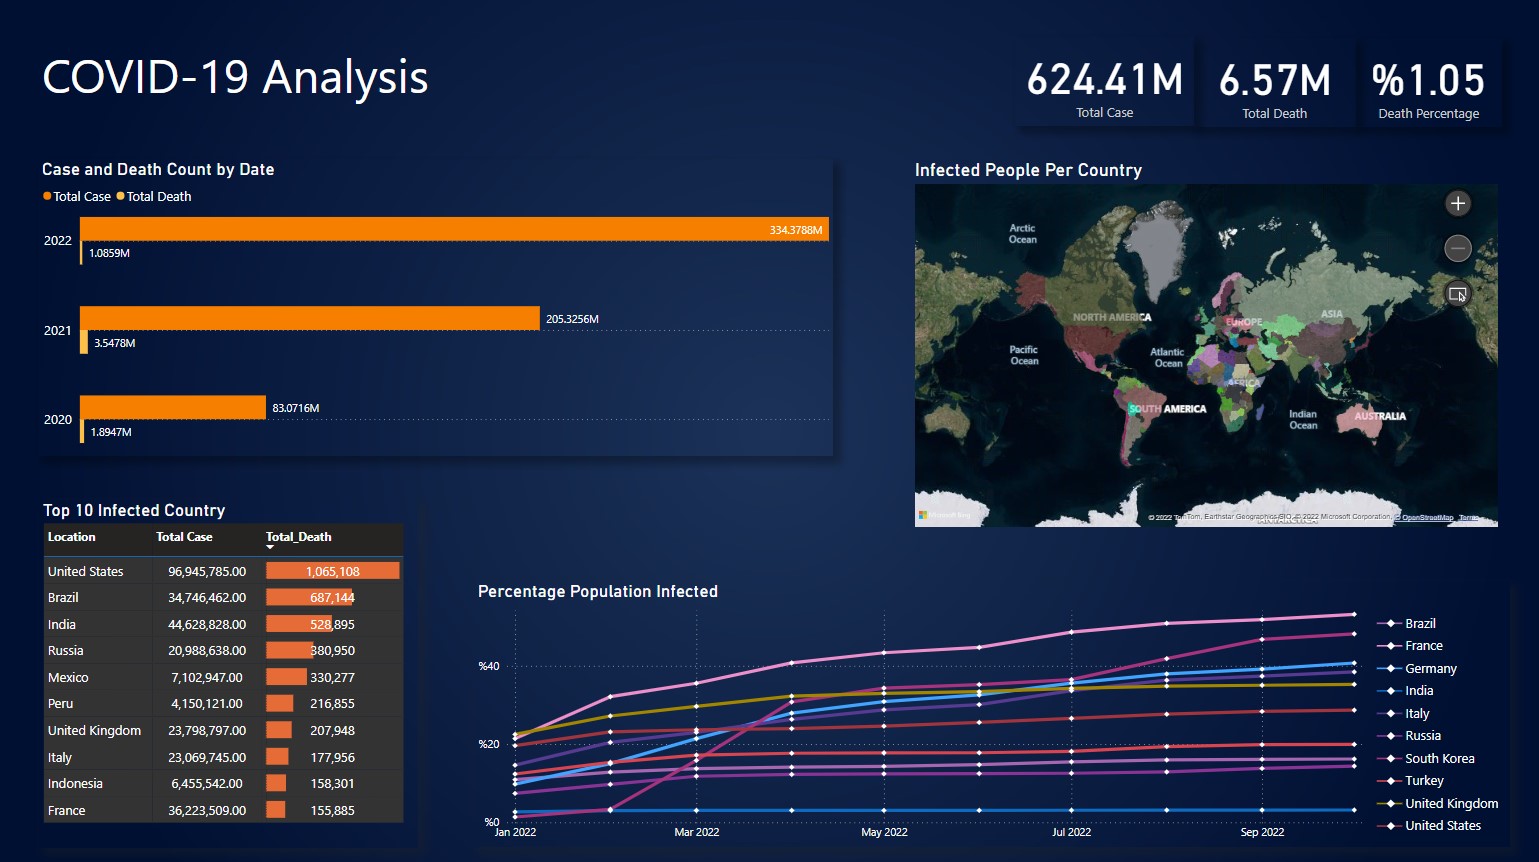 COVID-19 Analysis
624.41M
Total Case
6.57M
Total Death
%1.05
Death Percentage
Case and Death Count by Date
Total Case Total Death
2022
334.3788M
1.0859M
2021
205.3256M
3.5478M
2020
83.0716M
1.8947M
Infected People Per Country
Arctic
Ocean
NORTH AMERICA
EUROPE
ASIA
Pacific
Ocean
Atlantic
Ocean
AFRICA
SOUTH AMERICA
Indian
Ocean
AUSTRALIA
© 2022 TomTom, Earthstar Geographics SIO, © 2022 Microsoft Corporation, © OpenStreetMap Terms
Top 10 Infected Country
Location Total Case Total_Death
United States 96,945,785.00 1,065,108
Brazil 34,746,462.00 687,144
India 44,628,828.00 528,895
Russia 20,988,638.00 380,950
Mexico 7,102,947.00 330,277
Peru 4,150,121.00 216,855
United Kingdom 23,798,797.00 207,948
Italy 23,069,745.00 177,956
Indonesia 6,455,542.00 158,301
France 36,223,509.00 155,885
Percentage Population Infected
%40
%20
%0
Jan 2022 Mar 2022 May 2022 Jul 2022 Sep 2022
Brazil
France
Germany
India
Italy
Russia
South Korea
Turkey
United Kingdom
United States